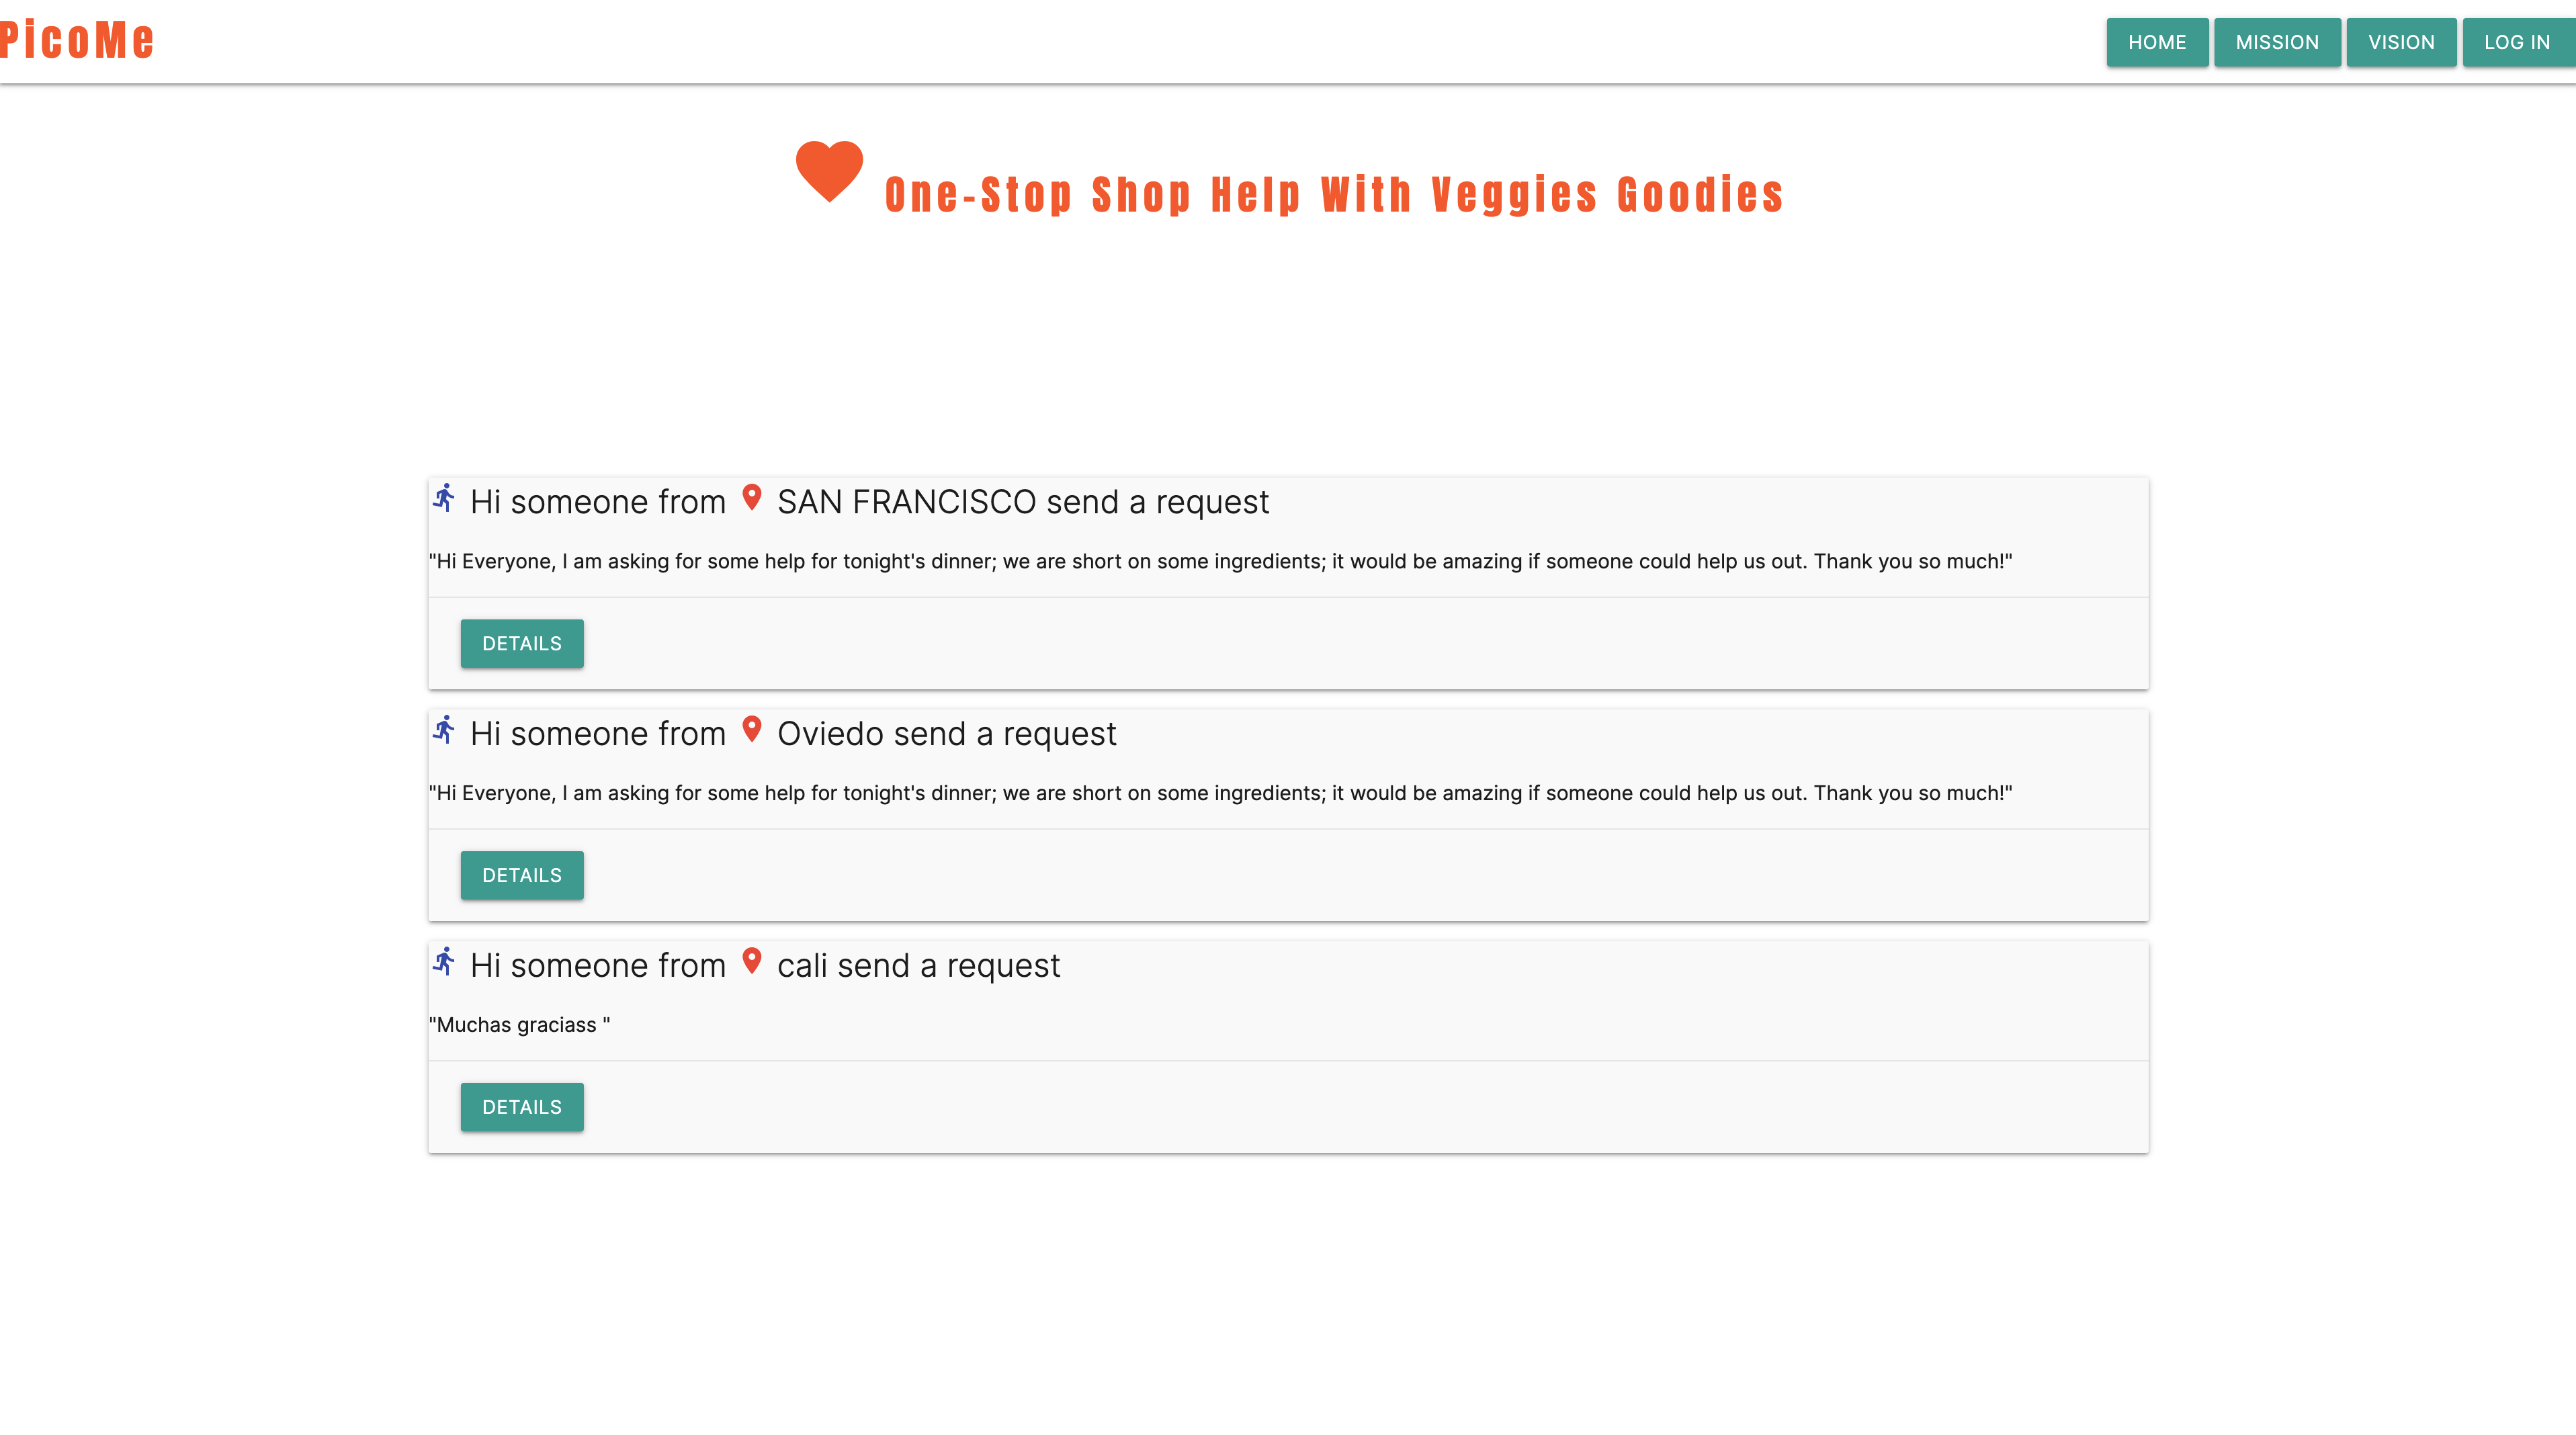 PicoMe
HOME MISSION VISION LOG IN
One-Stop Shop Help With Veggies Goodies
Hi someone from SAN FRANCISCO send a request
"Hi Everyone, I am asking for some help for tonight's dinner; we are short on some ingredients; it would be amazing if someone could help us out. Thank you so much!"
DETAILS
Hi someone from Oviedo send a request
"Hi Everyone, I am asking for some help for tonight's dinner; we are short on some ingredients; it would be amazing if someone could help us out. Thank you so much!"
DETAILS
Hi someone from cali send a request
"Muchas graciass "
DETAILS